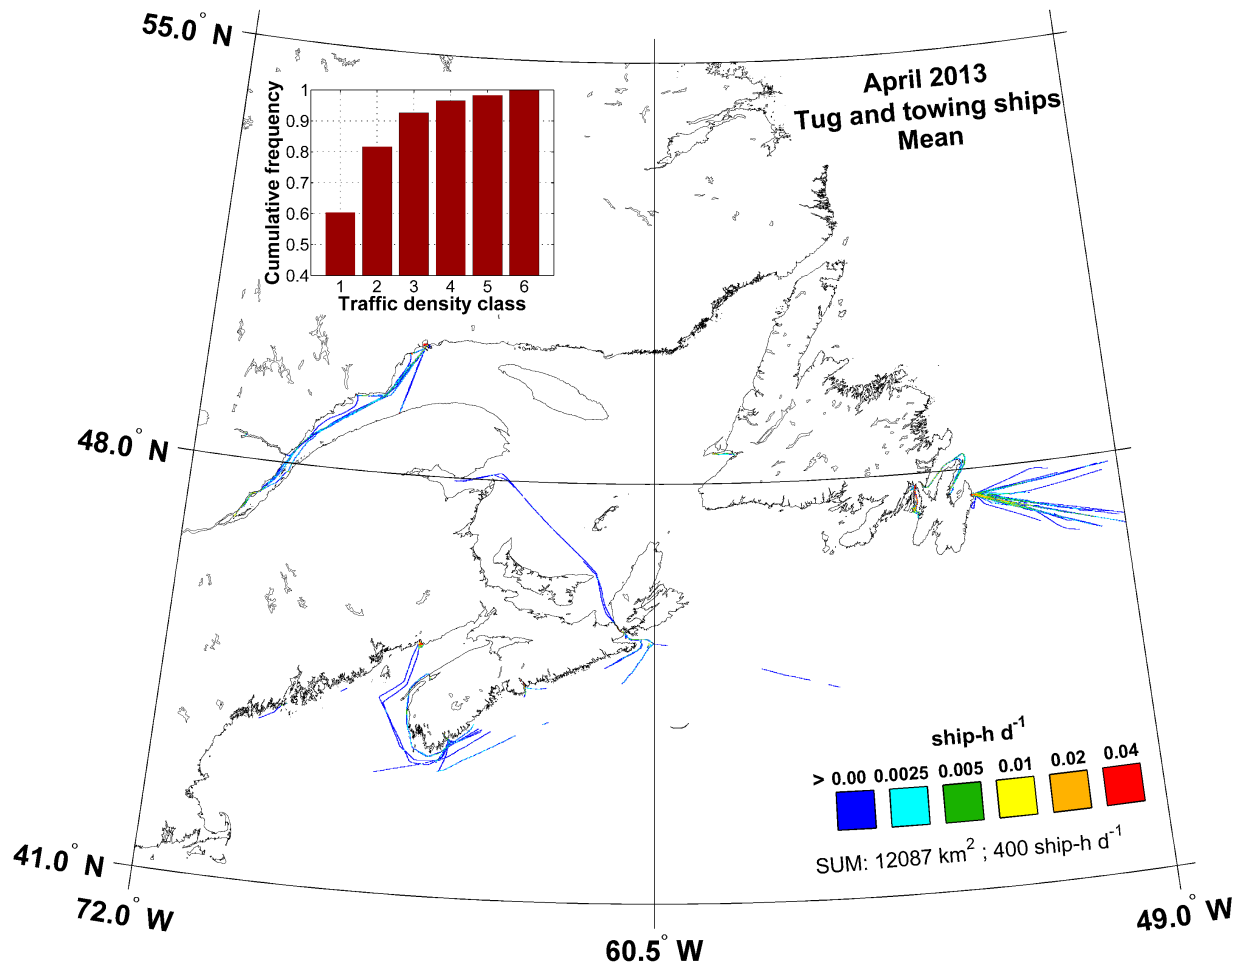 55.0° N
April 2013
Tug and towing ships
Mean
Cumulative frequency
1
0.9
0.8
0.7
0.6
0.5
0.4
1 2 3 4 5 6
Traffic density class
48.0° N
ship-h d⁻¹
> 0.00 0.0025 0.005 0.01 0.02 0.04
SUM: 12087 km² ; 400 ship-h d⁻¹
41.0° N
72.0° W
60.5° W
49.0° W